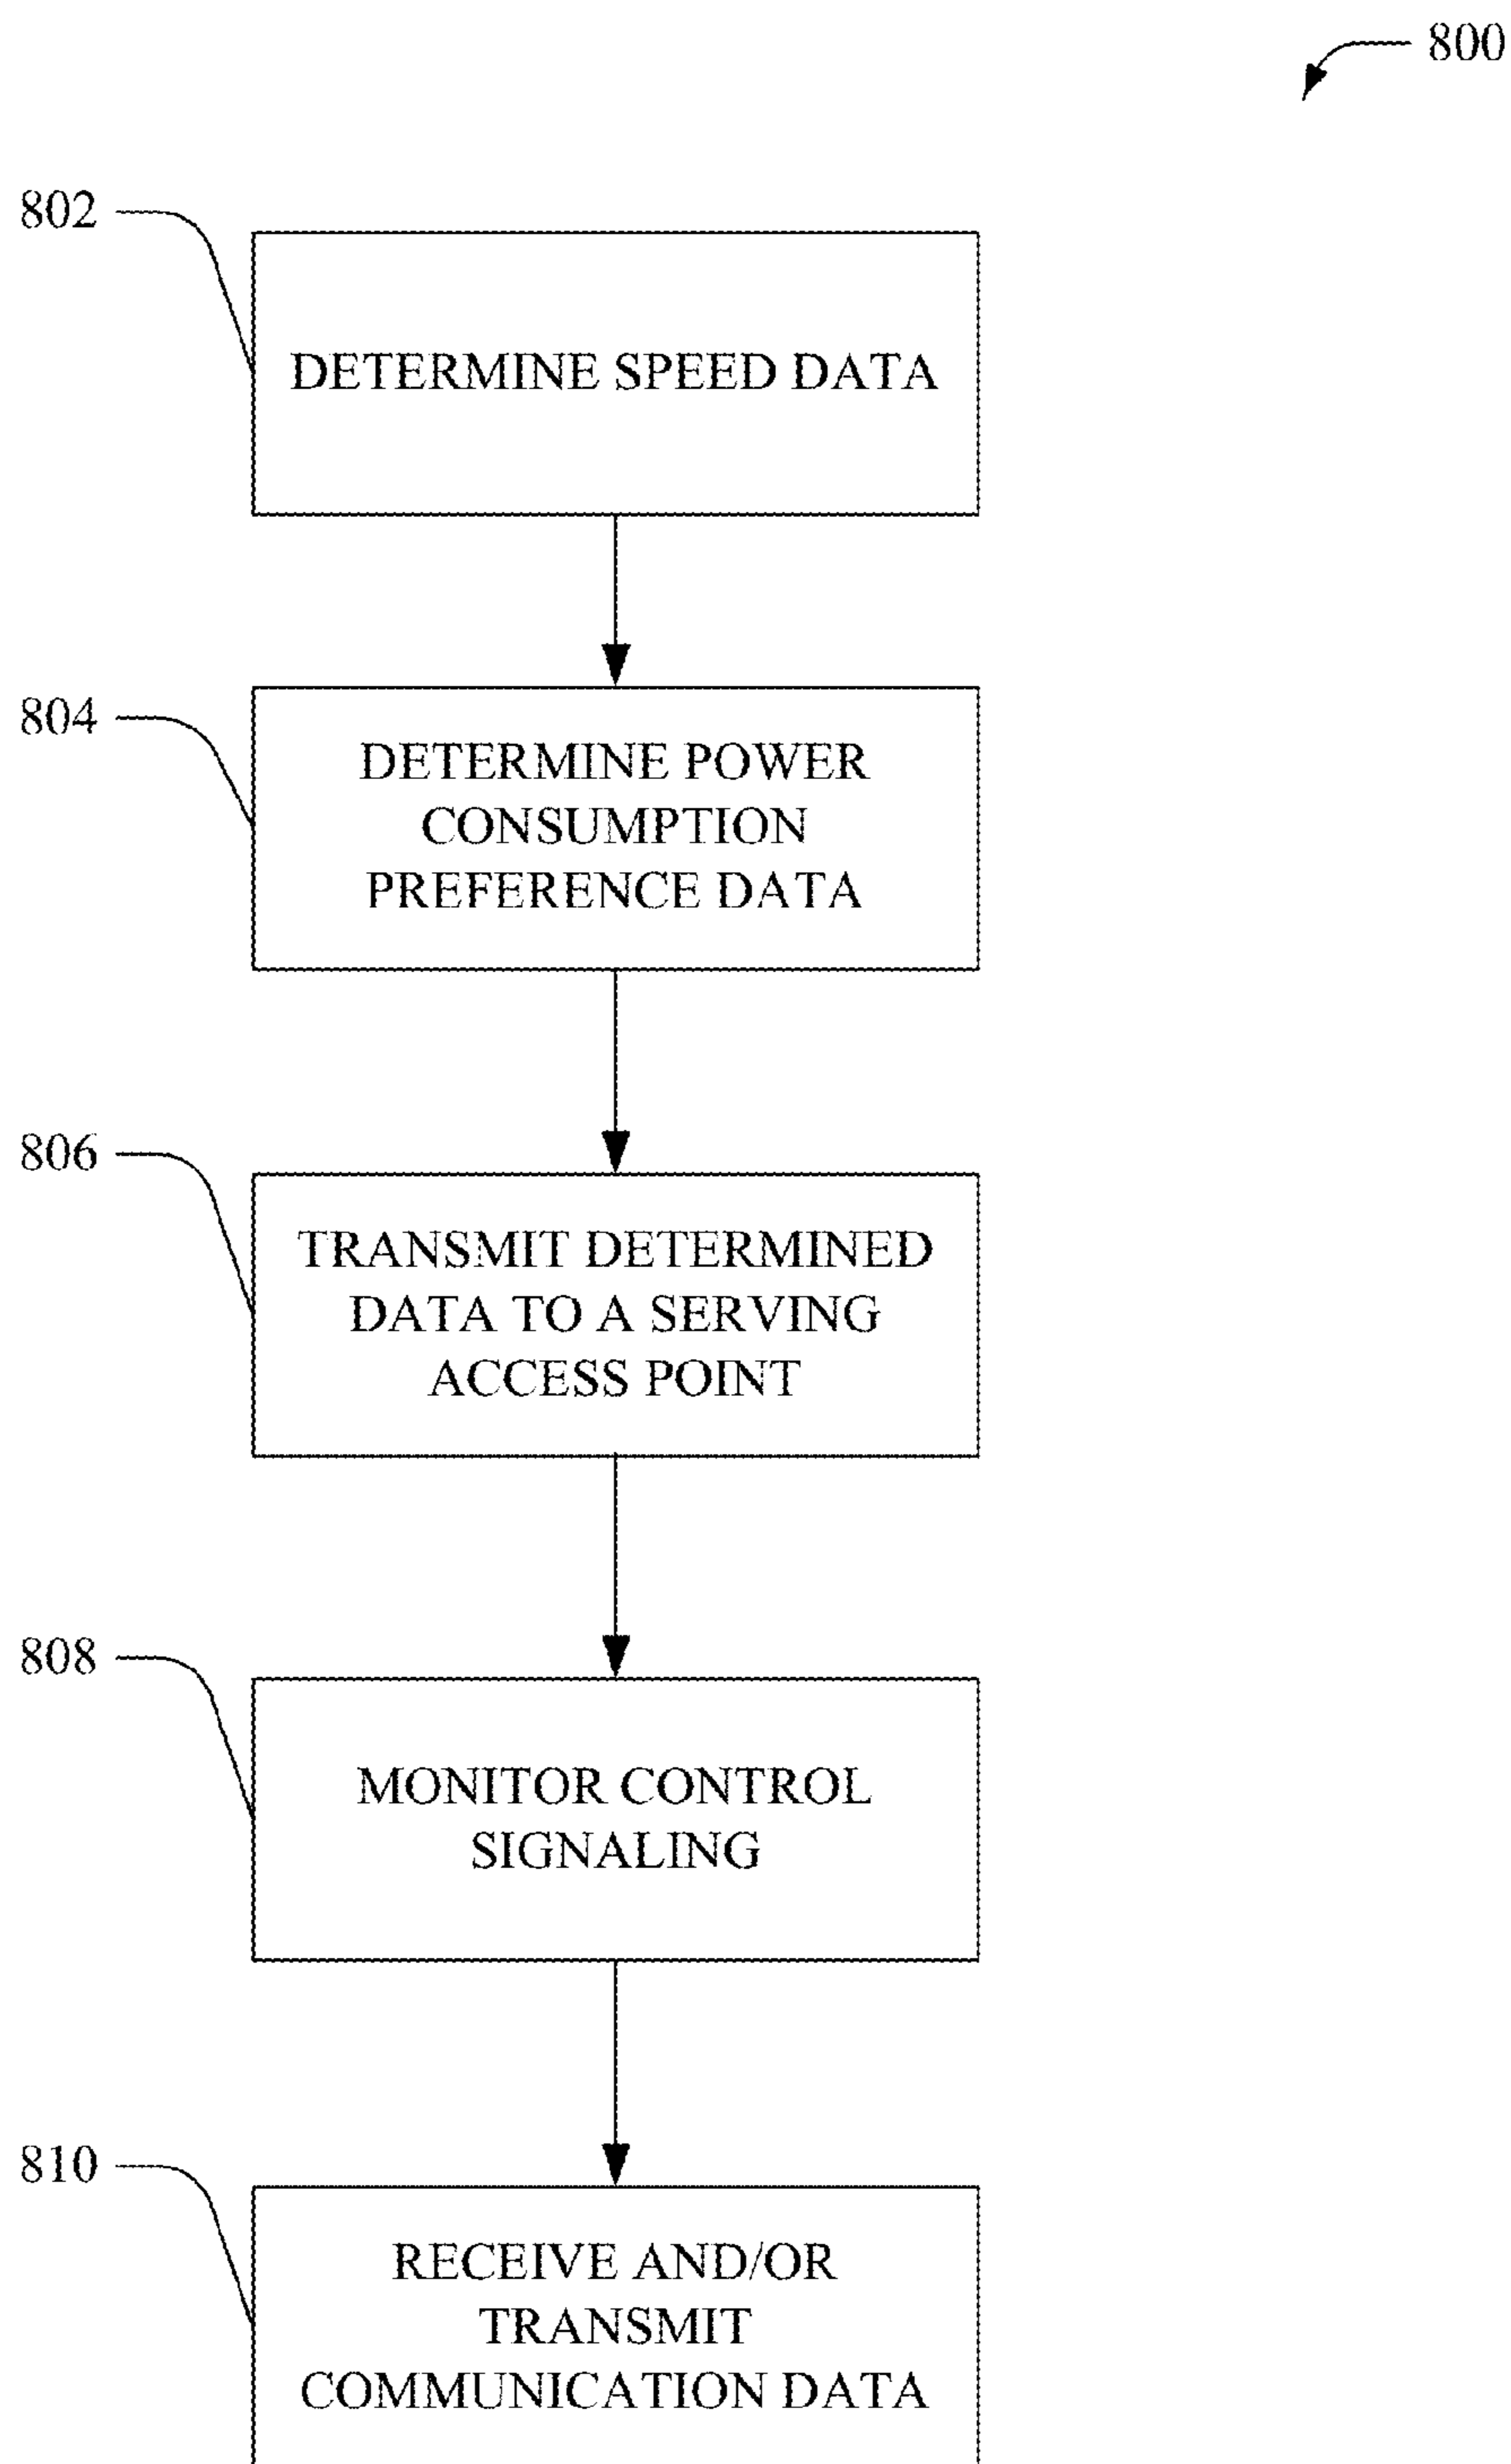 800
802
DETERMINE SPEED DATA
804
DETERMINE POWER
CONSUMPTION
PREFERENCE DATA
806
TRANSMIT DETERMINED
DATA TO A SERVING
ACCESS POINT
808
MONITOR CONTROL
SIGNALING
810
RECEIVE AND/OR
TRANSMIT
COMMUNICATION DATA